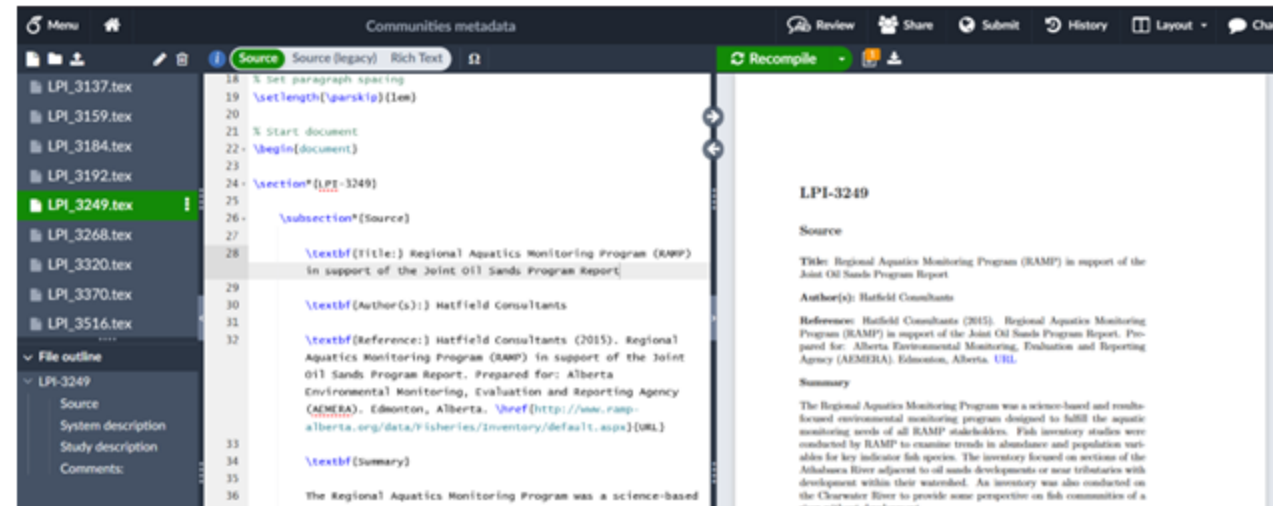 Menu
Communities metadata
Review
Share
Submit
History
Layout
Source
Source (legacy)
Rich Text
Ω
Recompile
LPI_3137.tex
LPI_3159.tex
LPI_3184.tex
LPI_3192.tex
LPI_3249.tex
LPI_3268.tex
LPI_3320.tex
LPI_3370.tex
LPI_3516.tex
File outline
LPI-3249
Source
System description
Study description
Comments:
18 % Set paragraph spacing
19 \setlength{\parskip}{1em}
20
21 % Start document
22 \begin{document}
23
24 \section*{LPI-3249}
25
26 \subsection*{Source}
27
28 \textbf{Title:} Regional Aquatics Monitoring Program (RAMP)
in support of the Joint Oil Sands Program Report
29
30 \textbf{Author(s):} Hatfield Consultants
31
32 \textbf{Reference:} Hatfield Consultants (2015). Regional
Aquatics Monitoring Program (RAMP) in support of the Joint
Oil Sands Program Report. Prepared for: Alberta
Environmental Monitoring, Evaluation and Reporting Agency
(AEMERA). Edmonton, Alberta. \href{http://www.ramp-
alberta.org/data/Fisheries/Inventory/default.aspx}{URL}
33
34 \textbf{Summary}
35
36 The Regional Aquatics Monitoring Program was a science-based
LPI-3249
Source
Title: Regional Aquatics Monitoring Program (RAMP) in support of the
Joint Oil Sands Program Report
Author(s): Hatfield Consultants
Reference: Hatfield Consultants (2015). Regional Aquatics Monitoring
Program (RAMP) in support of the Joint Oil Sands Program Report. Pre-
pared for: Alberta Environmental Monitoring, Evaluation and Reporting
Agency (AEMERA). Edmonton, Alberta. URL
Summary
The Regional Aquatics Monitoring Program was a science-based and results-
focused environmental monitoring program designed to fulfill the aquatic
monitoring needs of all RAMP stakeholders. Fish inventory studies were
conducted by RAMP to examine trends in abundance and population vari-
ables for key indicator fish species. The inventory focused on sections of the
Athabasca River adjacent to oil sands developments or near tributaries with
development within their watershed. An inventory was also conducted on
the Clearwater River to provide some perspective on fish communities of a